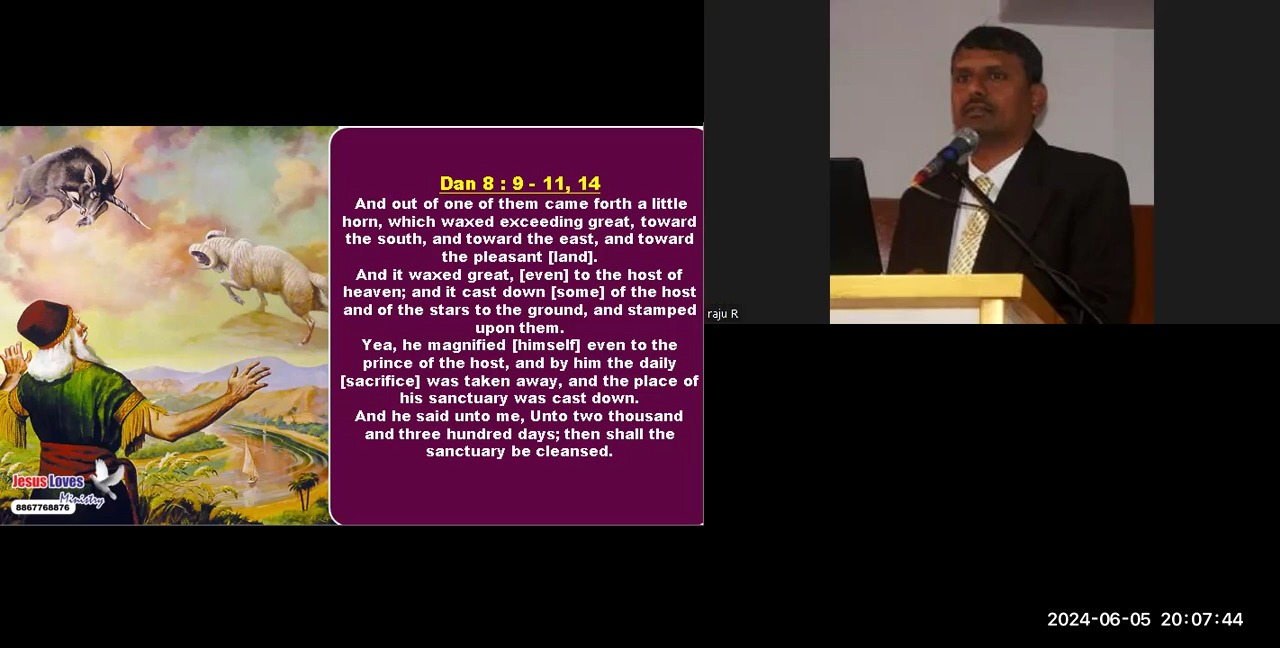 Dan 8 : 9 - 11, 14
And out of one of them came forth a little
horn, which waxed exceeding great, toward
the south, and toward the east, and toward
the pleasant [land].
And it waxed great, [even] to the host of
heaven; and it cast down [some] of the host
and of the stars to the ground, and stamped
upon them.
Yea, he magnified [himself] even to the
prince of the host, and by him the daily
[sacrifice] was taken away, and the place of
his sanctuary was cast down.
And he said unto me, Unto two thousand
and three hundred days; then shall the
sanctuary be cleansed.
Jesus Loves
Ministry
8867768876
raju R
2024-06-05 20:07:44